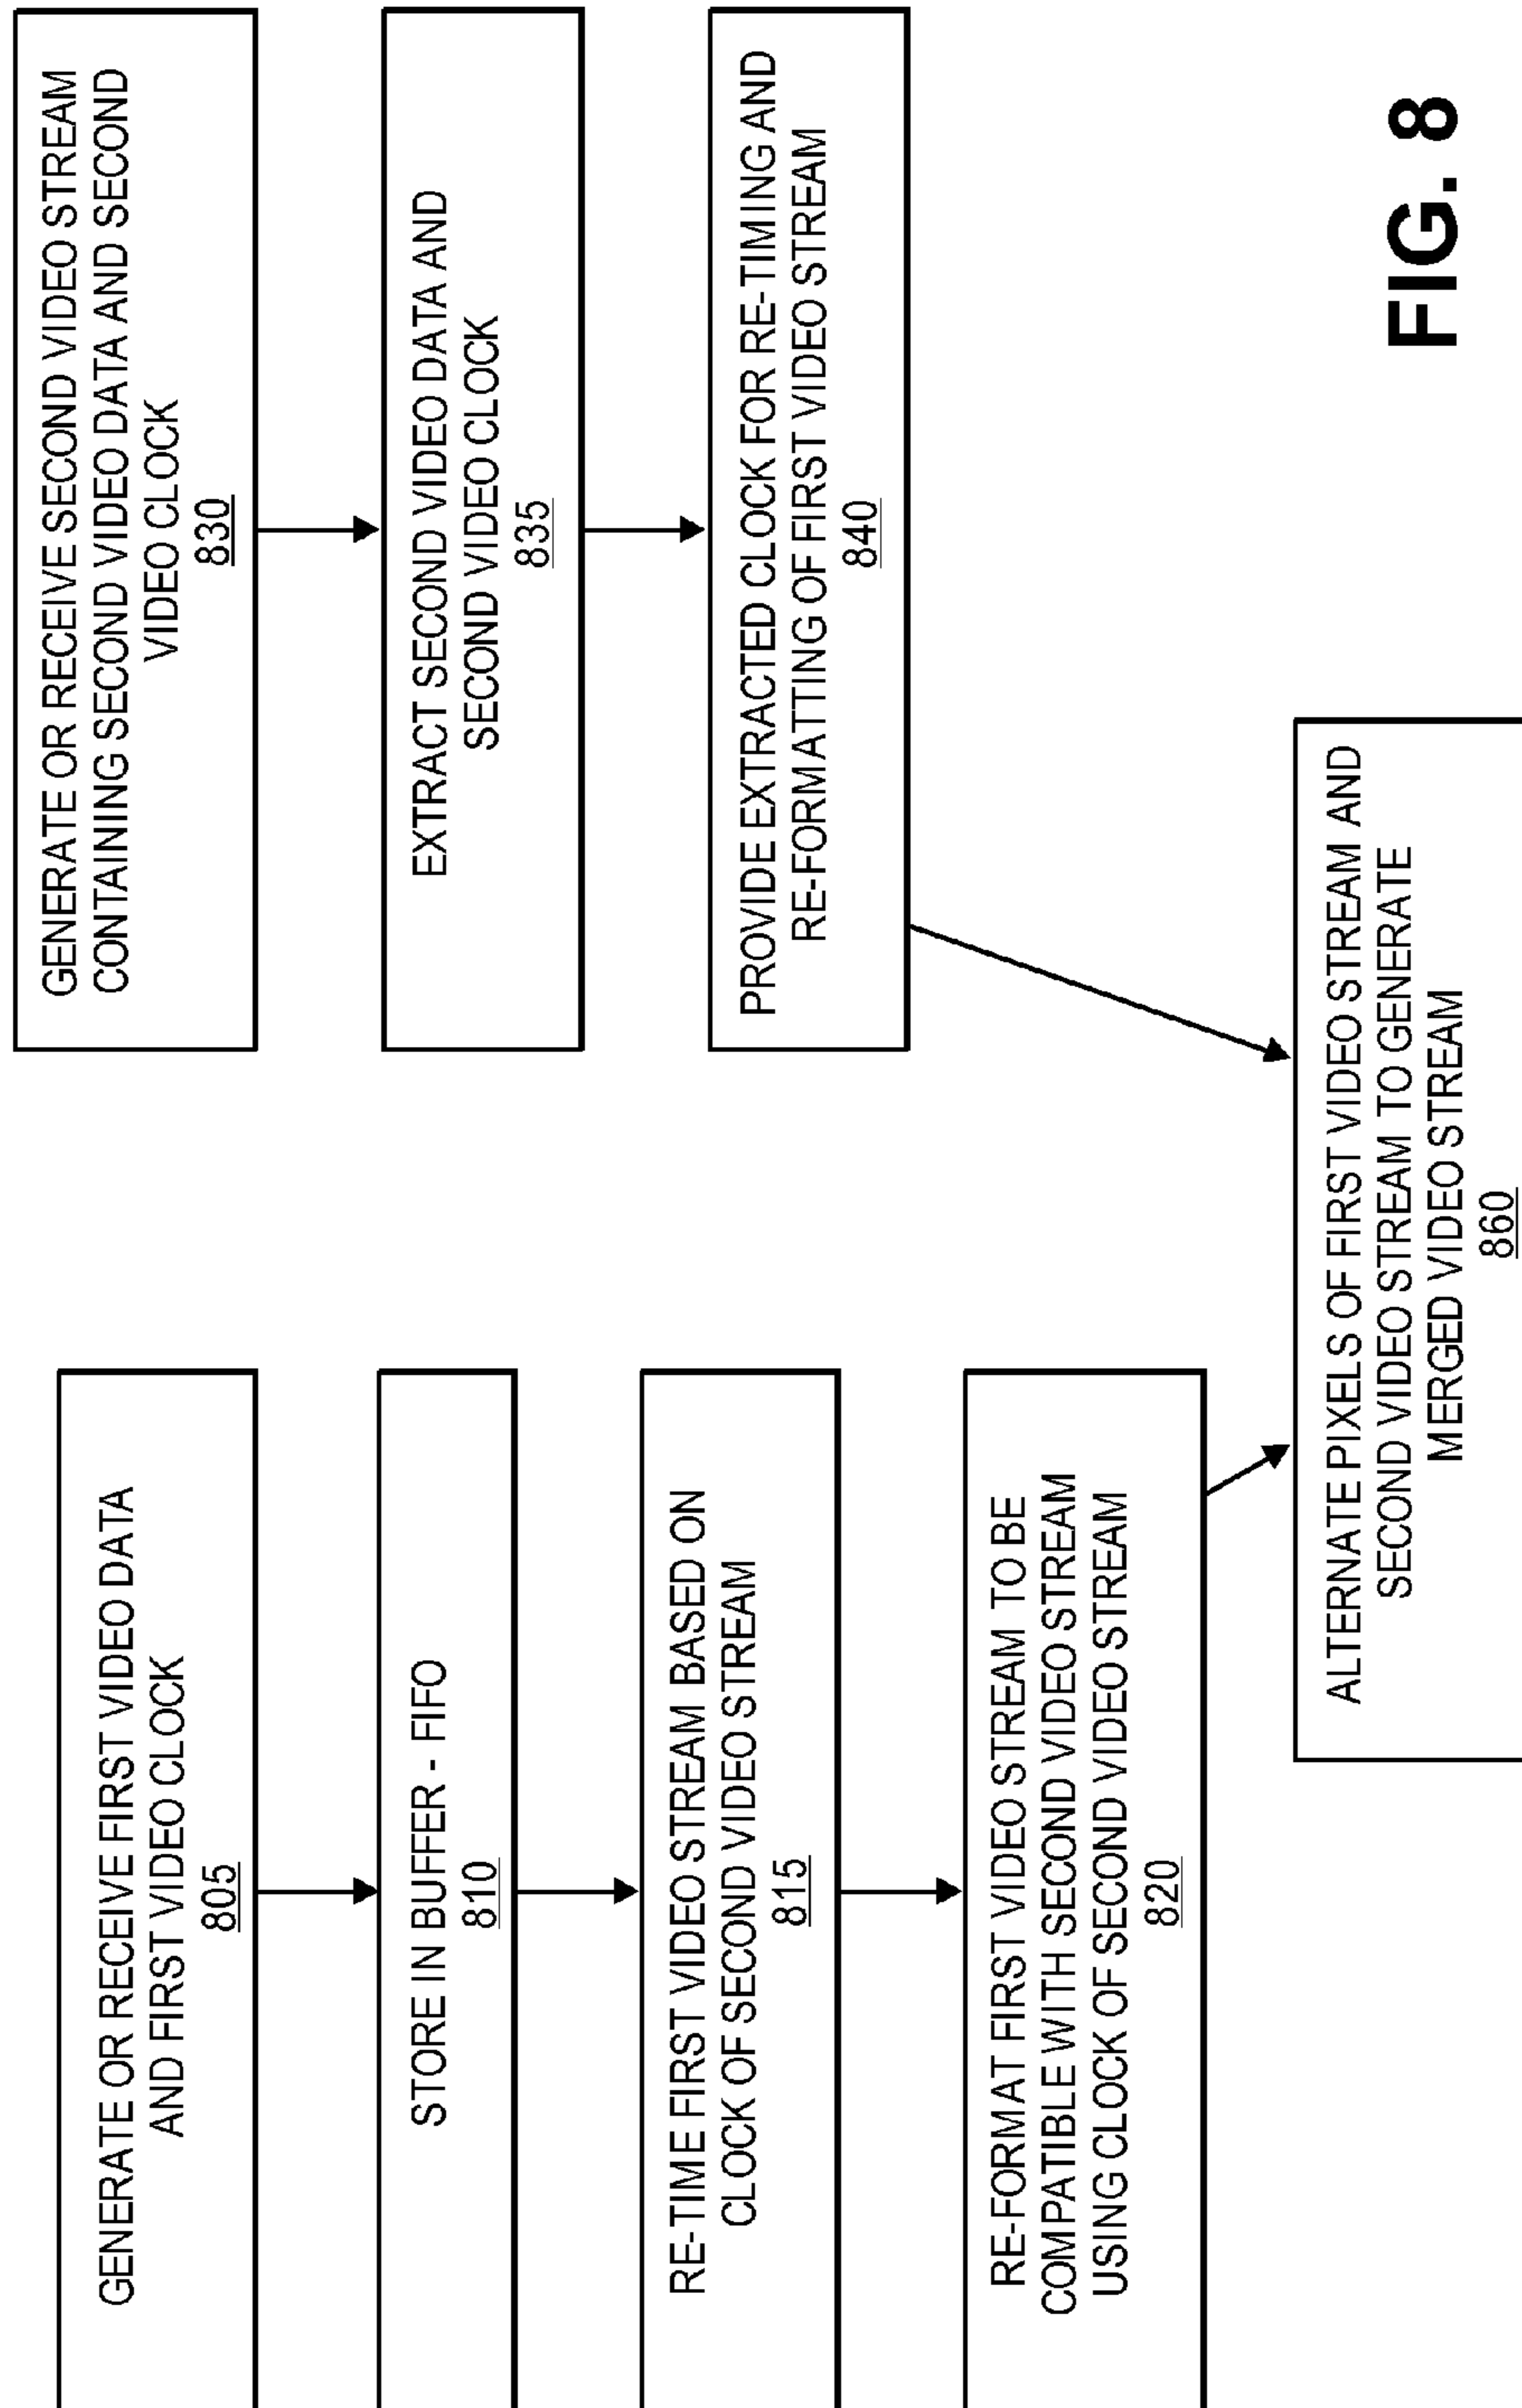 GENERATE OR RECEIVE FIRST VIDEO DATA
AND FIRST VIDEO CLOCK
805
STORE IN BUFFER - FIFO
810
RE-TIME FIRST VIDEO STREAM BASED ON
CLOCK OF SECOND VIDEO STREAM
815
RE-FORMAT FIRST VIDEO STREAM TO BE
COMPATIBLE WITH SECOND VIDEO STREAM
USING CLOCK OF SECOND VIDEO STREAM
820
GENERATE OR RECEIVE SECOND VIDEO STREAM
CONTAINING SECOND VIDEO DATA AND SECOND
VIDEO CLOCK
830
EXTRACT SECOND VIDEO DATA AND
SECOND VIDEO CLOCK
835
PROVIDE EXTRACTED CLOCK FOR RE-TIMING AND
RE-FORMATTING OF FIRST VIDEO STREAM
840
ALTERNATE PIXELS OF FIRST VIDEO STREAM AND
SECOND VIDEO STREAM TO GENERATE
MERGED VIDEO STREAM
860
FIG. 8